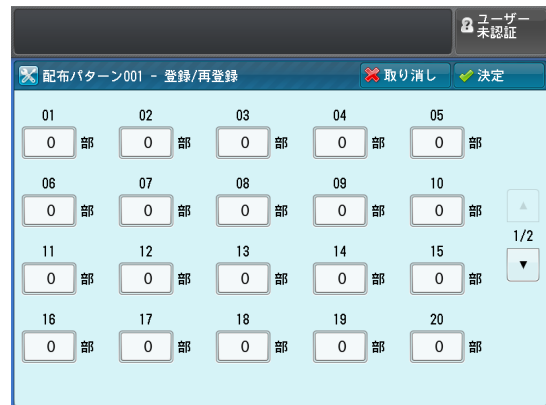 ユーザー
未認証
配布パターン001 - 登録/再登録 取り消し 決定
01 02 03 04 05
0 部 0 部 0 部 0 部 0 部
06 07 08 09 10
0 部 0 部 0 部 0 部 0 部
1/2
11 12 13 14 15
0 部 0 部 0 部 0 部 0 部
16 17 18 19 20
0 部 0 部 0 部 0 部 0 部